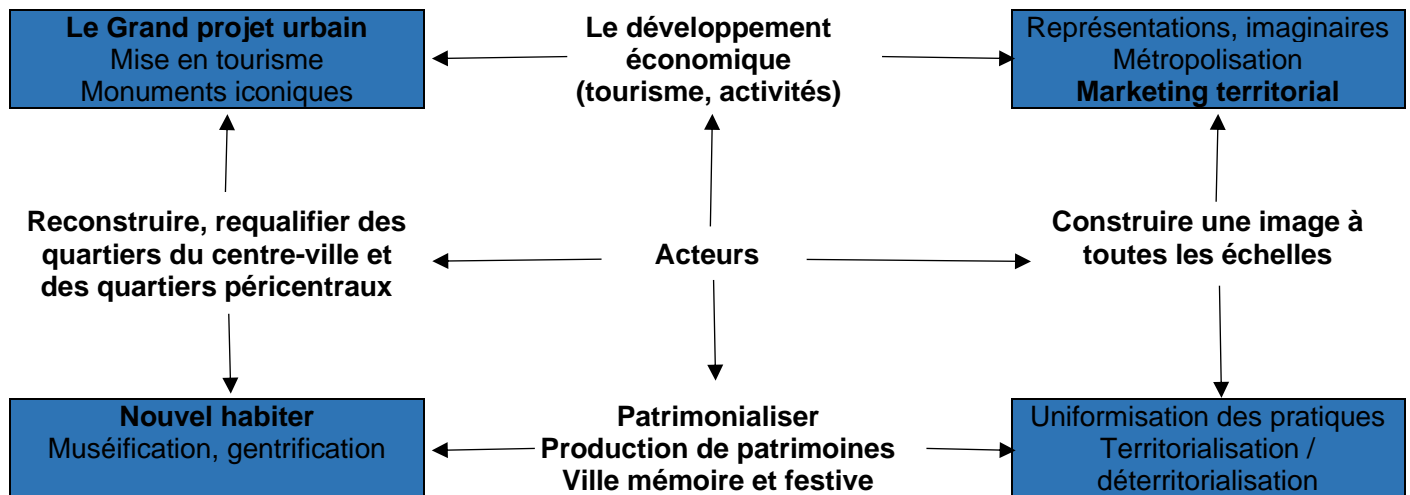 Le Grand projet urbain
Mise en tourisme
Monuments iconiques
Le développement
économique
(tourisme, activités)
Représentations, imaginaires
Métropolisation
Marketing territorial
Reconstruire, requalifier des
quartiers du centre-ville et
des quartiers péricentraux
Acteurs
Construire une image à
toutes les échelles
Nouvel habiter
Muséification, gentrification
Patrimonialiser
Production de patrimoines
Ville mémoire et festive
Uniformisation des pratiques
Territorialisation /
déterritorialisation